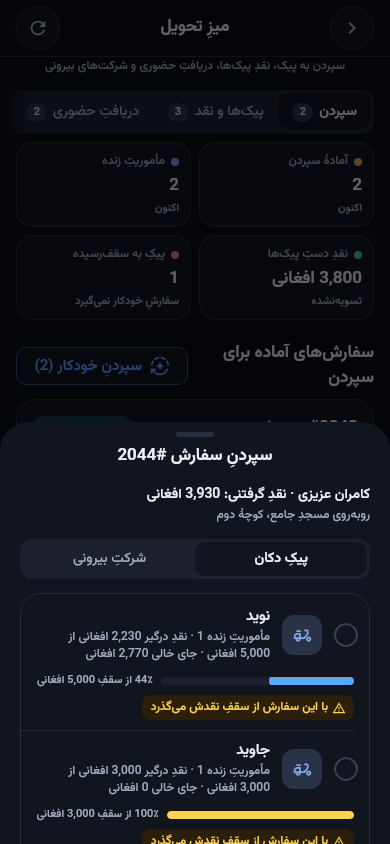 میزِ تحویل
سپردن به پیک، نقدِ پیک‌ها، دریافتِ حضوری و شرکت‌های بیرونی
سپردن 2
پیک‌ها و نقد 3
دریافتِ حضوری 2
آمادهٔ سپردن
2
اکنون
مأموریتِ زنده
2
اکنون
نقدِ دستِ پیک‌ها
3,800 افغانی
تسویه‌نشده
پیکِ به سقف‌رسیده
1
سفارشِ خودکار نمی‌گیرد
سفارش‌های آماده برای
سپردن
سپردنِ خودکار (2)
سپردنِ سفارش #2044
کامران عزیزی · نقدِ گرفتنی: 3,930 افغانی
روبه‌روی مسجدِ جامع، کوچهٔ دوم
پیکِ دکان
شرکتِ بیرونی
نوید
مأموریتِ زنده 1 · نقدِ درگیر 2,230 افغانی از
5,000 افغانی · جای خالی 2,770 افغانی
44٪ از سقفِ 5,000 افغانی
با این سفارش از سقفِ نقدش می‌گذرد
جاوید
مأموریتِ زنده 1 · نقدِ درگیر 3,000 افغانی از
3,000 افغانی · جای خالی 0 افغانی
100٪ از سقفِ 3,000 افغانی
با این سفارش از سقفِ نقدش می‌گذرد